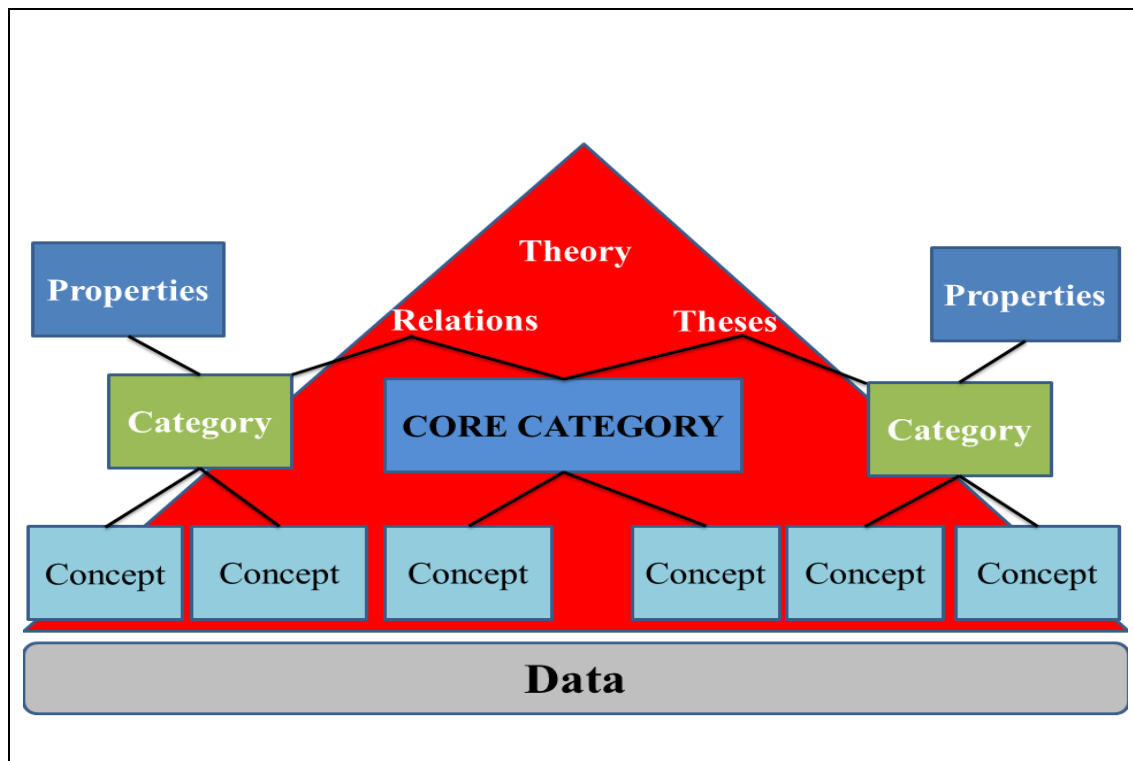 Theory
Properties
Properties
Relations
Theses
Category
CORE CATEGORY
Category
Concept
Concept
Concept
Concept
Concept
Concept
Data